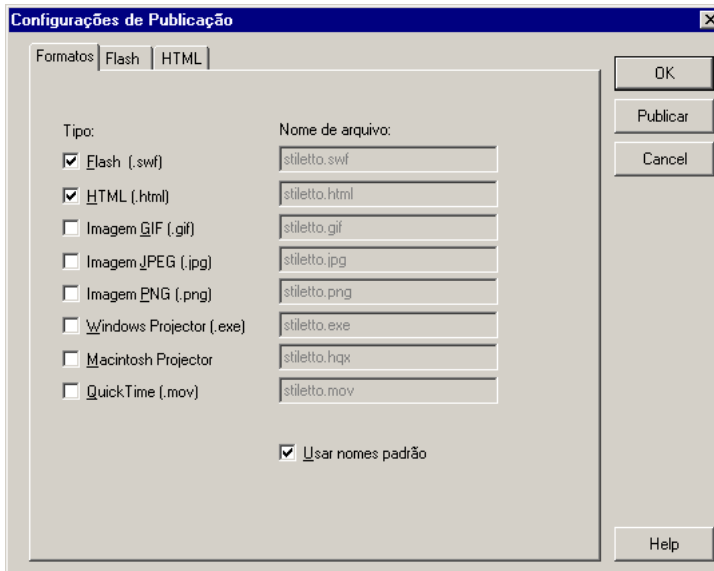 Configurações de Publicação
Formatos Flash HTML
OK
Publicar
Cancel
Tipo: Nome de arquivo:
Flash (.swf) stiletto.swf
HTML (.html) stiletto.html
Imagem GIF (.gif) stiletto.gif
Imagem JPEG (.jpg) stiletto.jpg
Imagem PNG (.png) stiletto.png
Windows Projector (.exe) stiletto.exe
Macintosh Projector stiletto.hqx
QuickTime (.mov) stiletto.mov
Usar nomes padrão
Help